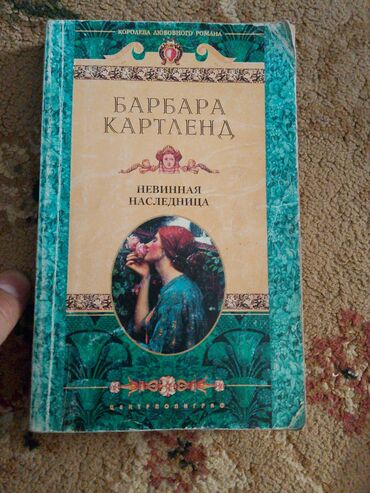 КОРОЛЕВА ЛЮБОВНОГО РОМАНА
БАРБАРА
КАРТЛЕНД
НЕВИННАЯ
НАСЛЕДНИЦА
ЦЕНТРПОЛИГРАФ